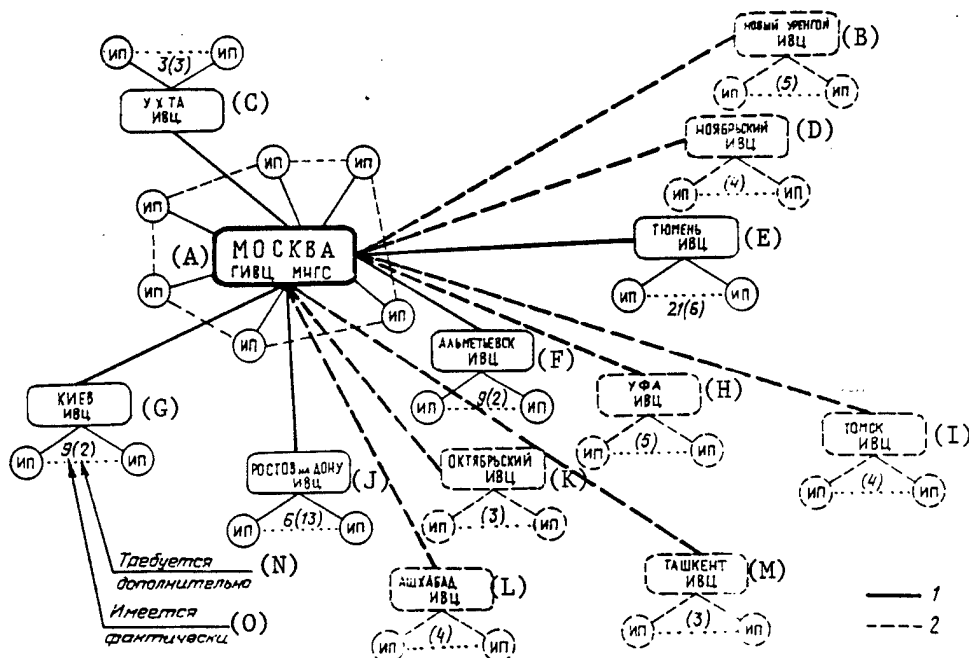 НОВЫЙ УРЕНГОЙ
ИВЦ
(B)
ИП (5) ИП
ИП 3(3) ИП
УХТА
ИВЦ
(C)
НОЯБРЬСКИЙ
ИВЦ
(D)
ИП (4) ИП
ИП
ИП
ИП
ТЮМЕНЬ
ИВЦ
(E)
ИП 21(6) ИП
(A)
МОСКВА
ГИВЦ МНГС
ИП
ИП
ИП
АЛЬМЕТЬЕВСК
ИВЦ
(F)
ИП 9(2) ИП
КИЕВ
ИВЦ
(G)
ИП 9(2) ИП
УФА
ИВЦ
(H)
ИП (5) ИП
ТОМСК
ИВЦ
(I)
ИП (4) ИП
РОСТОВ на ДОНУ
ИВЦ
(J)
ИП 6(13) ИП
ОКТЯБРЬСКИЙ
ИВЦ
(K)
ИП (3) ИП
Требуется
дополнительно
(N)
Имеется
фактически
(O)
АШХАБАД
ИВЦ
(L)
ИП (4) ИП
ТАШКЕНТ
ИВЦ
(M)
ИП (3) ИП
1
2